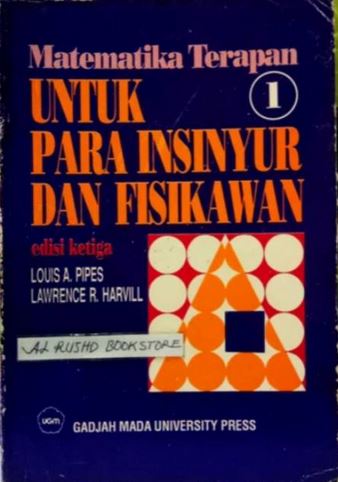 Matematika Terapan
1
UNTUK
PARA INSINYUR
DAN FISIKAWAN
edisi ketiga
LOUIS A. PIPES
LAWRENCE R. HARVILL
AL RUSHD BOOKSTORE
UGM
GADJAH MADA UNIVERSITY PRESS